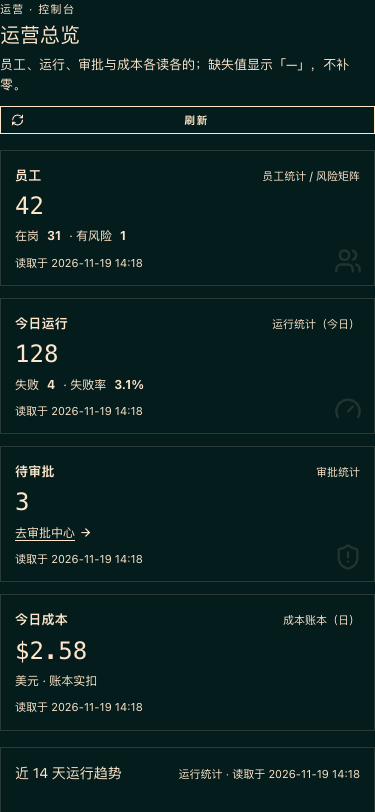 运营 · 控制台
运营总览
员工、运行、审批与成本各读各的；缺失值显示「—」，不补
零。
刷新
员工 员工统计 / 风险矩阵
42
在岗 31 · 有风险 1
读取于 2026-11-19 14:18
今日运行 运行统计（今日）
128
失败 4 · 失败率 3.1%
读取于 2026-11-19 14:18
待审批 审批统计
3
去审批中心 →
读取于 2026-11-19 14:18
今日成本 成本账本（日）
$2.58
美元 · 账本实扣
读取于 2026-11-19 14:18
近 14 天运行趋势 运行统计 · 读取于 2026-11-19 14:18